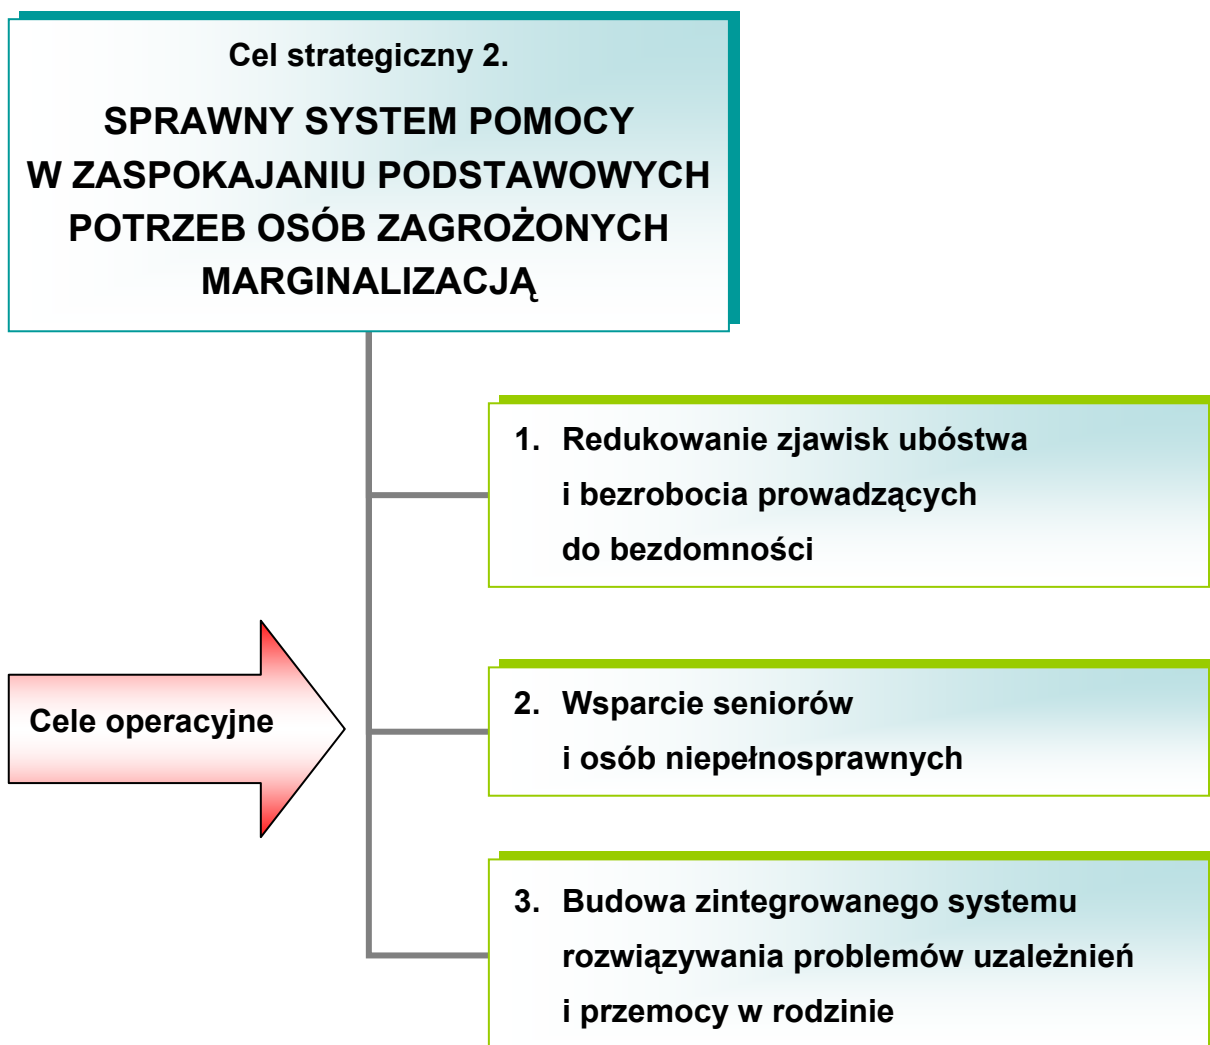 Cel strategiczny 2.
SPRAWNY SYSTEM POMOCY
W ZASPOKAJANIU PODSTAWOWYCH
POTRZEB OSÓB ZAGROŻONYCH
MARGINALIZACJĄ
1. Redukowanie zjawisk ubóstwa
i bezrobocia prowadzących
do bezdomności
Cele operacyjne
2. Wsparcie seniorów
i osób niepełnosprawnych
3. Budowa zintegrowanego systemu
rozwiązywania problemów uzależnień
i przemocy w rodzinie